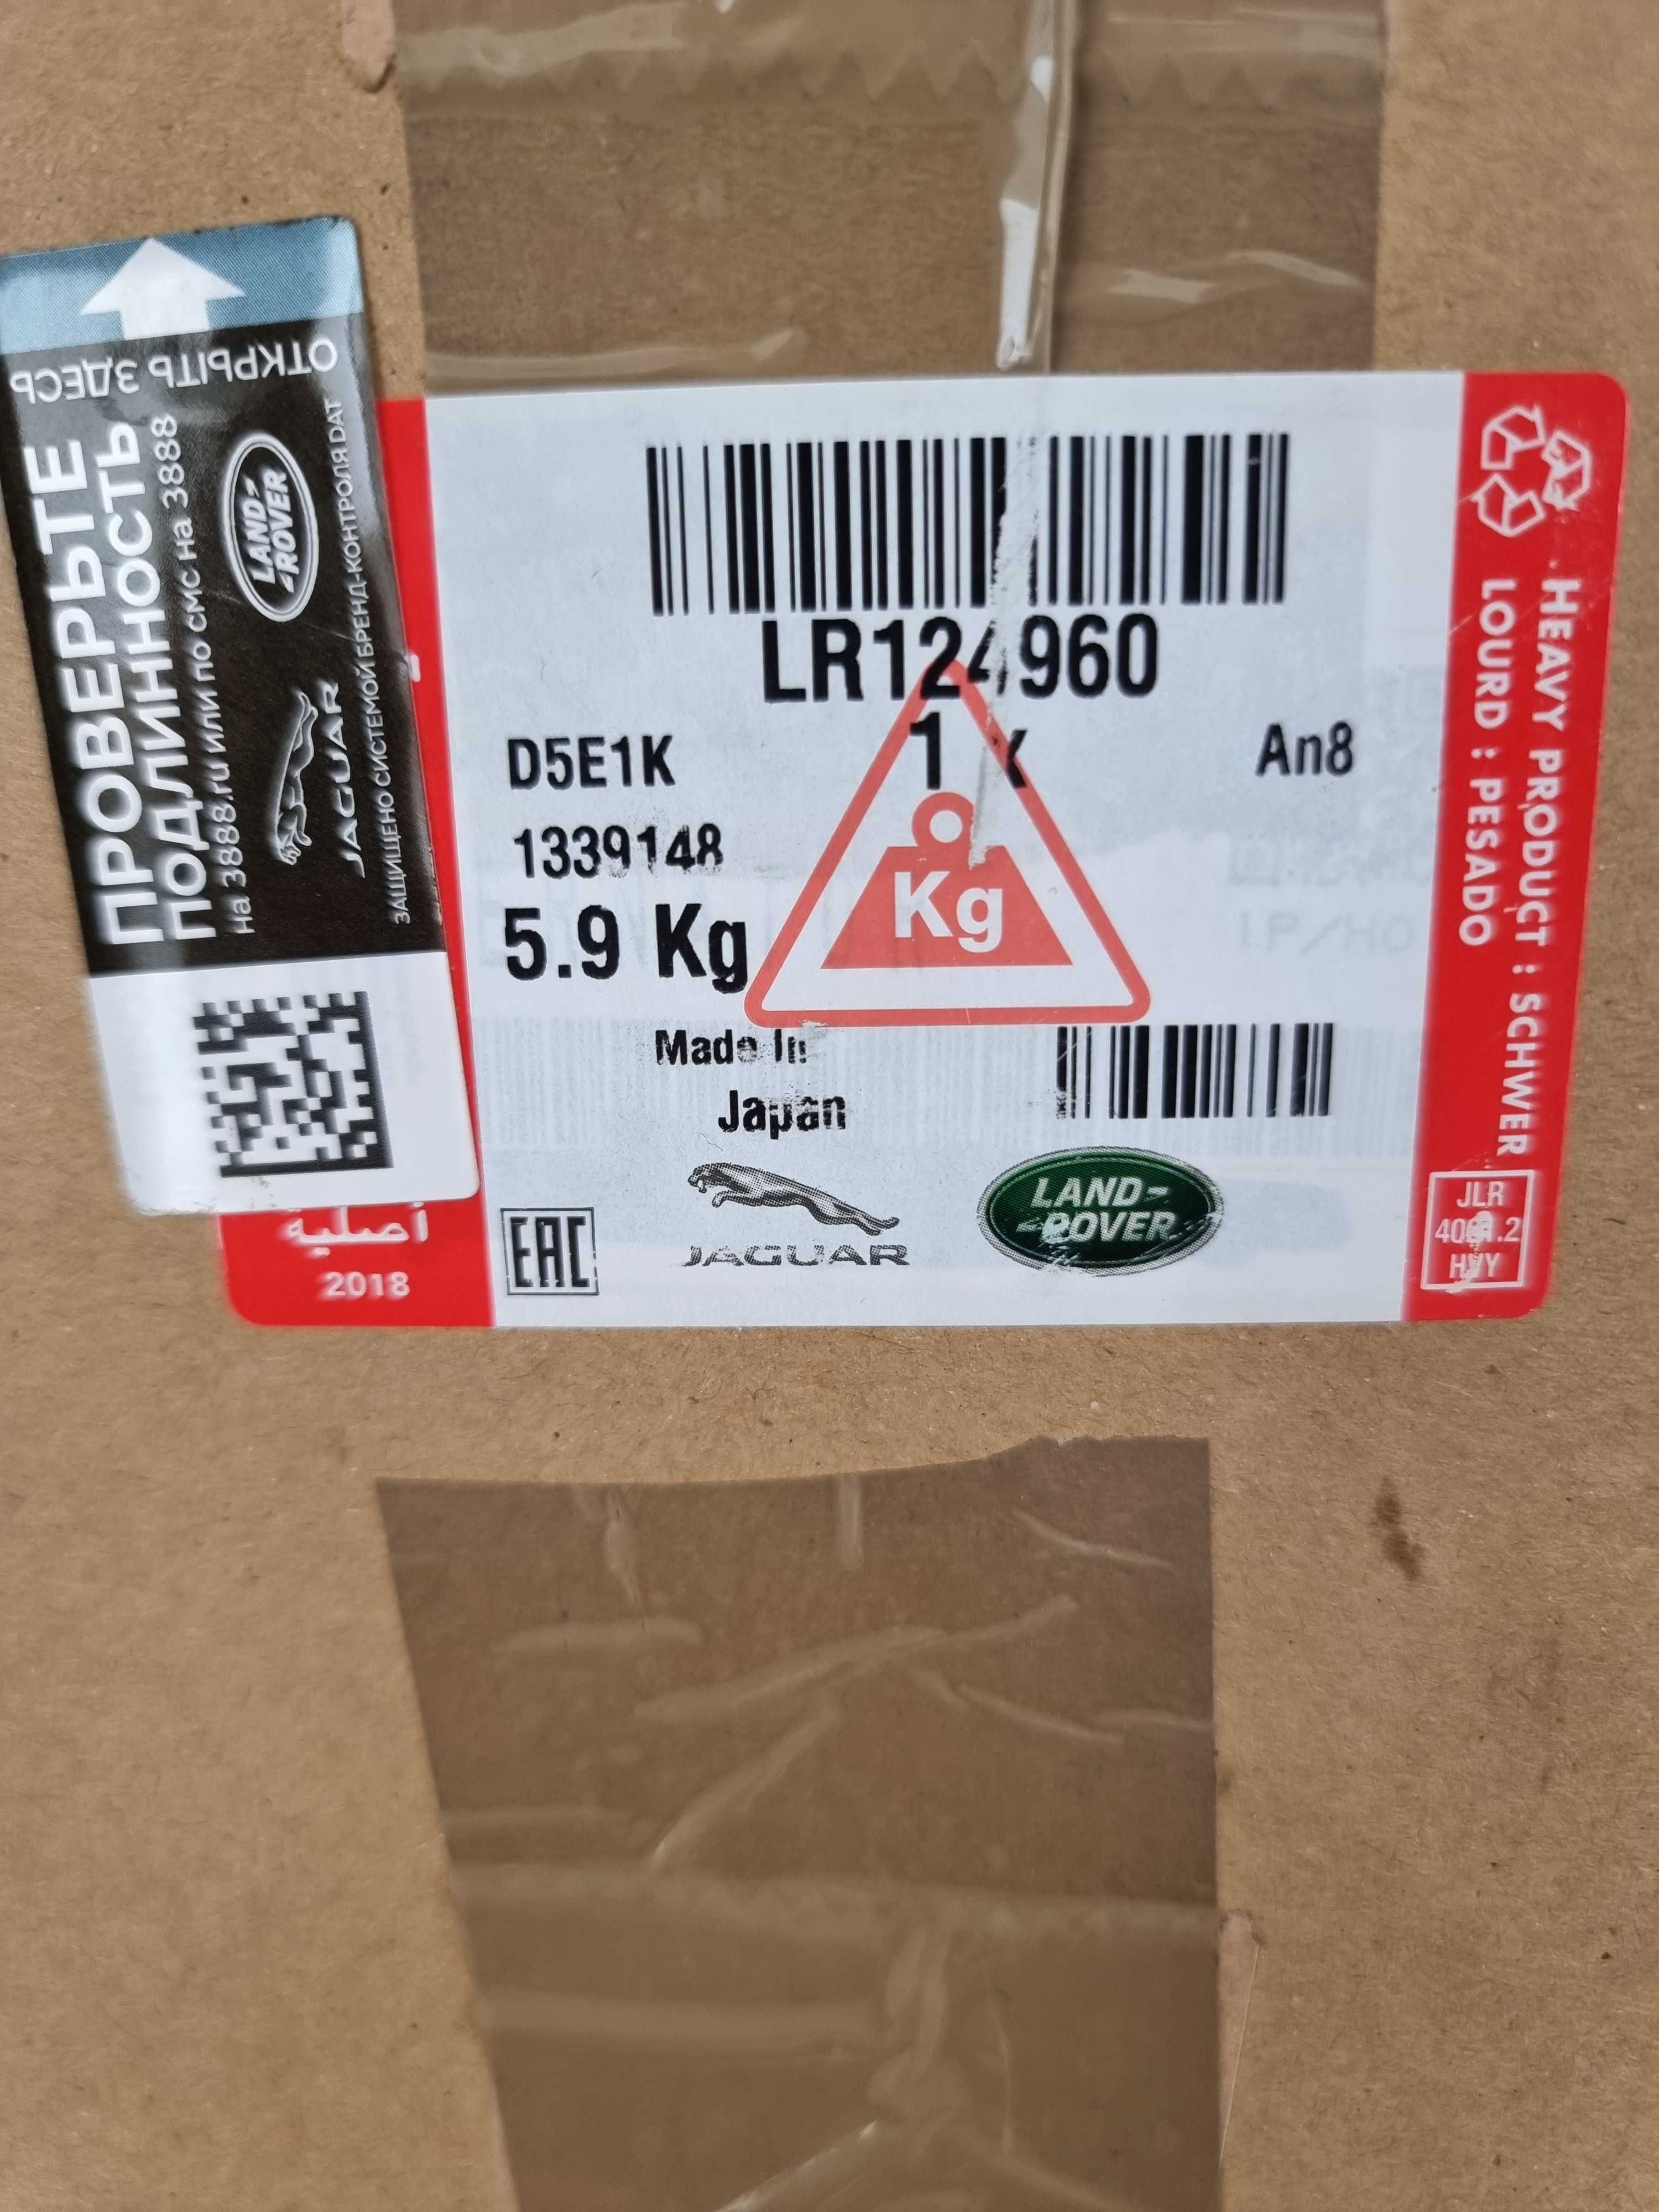 ОТКРЫТЬ ЗДЕСЬ
ПРОВЕРЬТЕ
ПОДЛИННОСТЬ
на 3888.ru или по смс на 3888
LAND-
-ROVER
JAGUAR
ЗАЩИЩЕНО СИСТЕМОЙ БРЕНД-КОНТРОЛЯ DAT
LR124960
D5E1K
1 X
An8
1339148
5.9 Kg
Kg
Made In
Japan
EAC
JAGUAR
LAND-
-ROVER
أصلية
2018
HEAVY PRODUCT : SCHWER
LOURD : PESADO
JLR
HVY